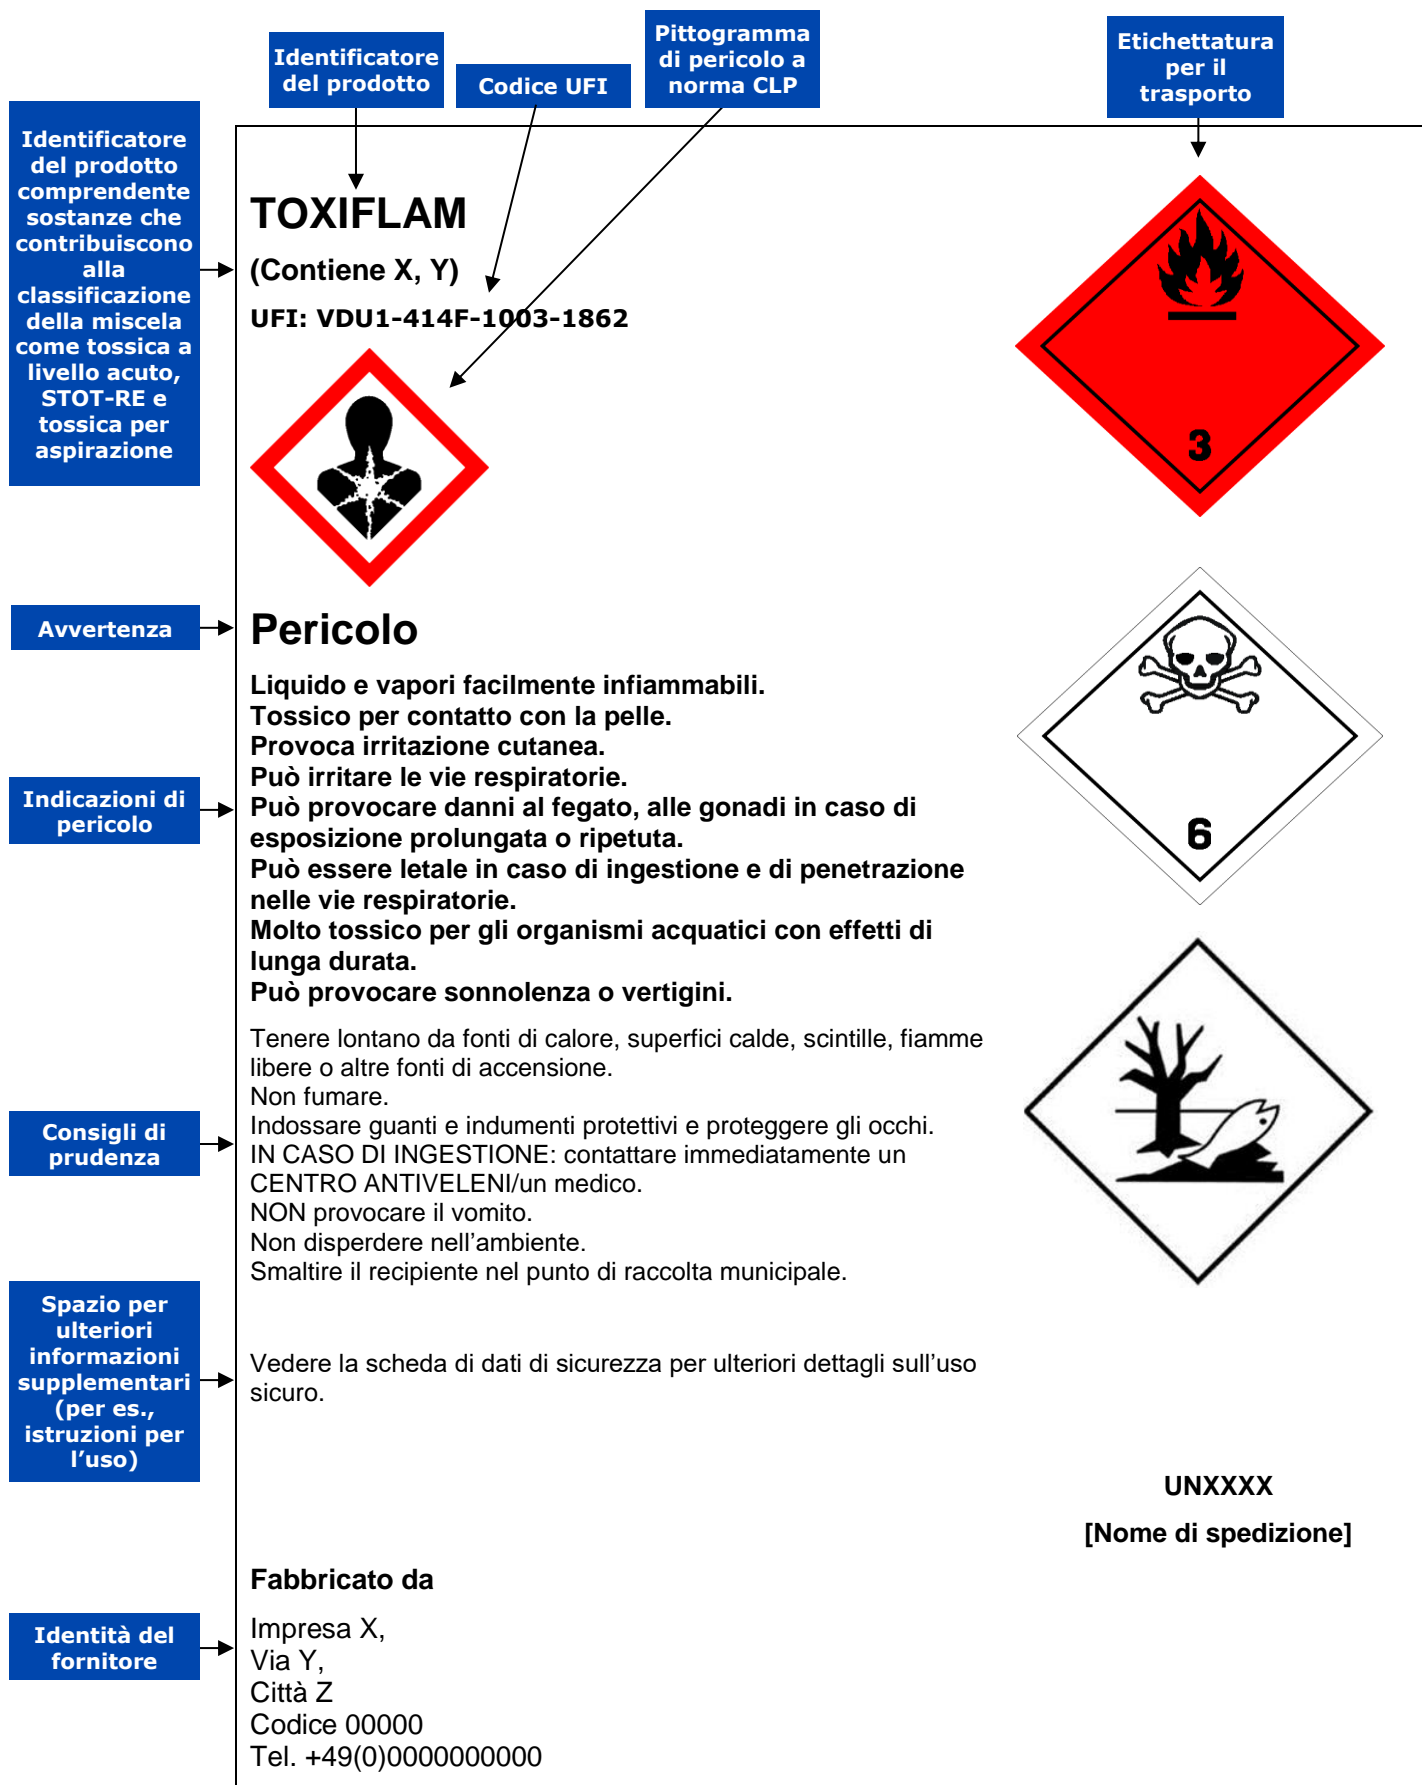 Identificatore
del prodotto
Codice UFI
Pittogramma
di pericolo a
norma CLP
Etichettatura
per il
trasporto
Identificatore
del prodotto
comprendente
sostanze che
contribuiscono
alla
classificazione
della miscela
come tossica a
livello acuto,
STOT-RE e
tossica per
aspirazione
TOXIFLAM
(Contiene X, Y)
UFI: VDU1-414F-1003-1862
3
Avvertenza
Pericolo
Indicazioni di
pericolo
Liquido e vapori facilmente infiammabili.
Tossico per contatto con la pelle.
Provoca irritazione cutanea.
Può irritare le vie respiratorie.
Può provocare danni al fegato, alle gonadi in caso di
esposizione prolungata o ripetuta.
Può essere letale in caso di ingestione e di penetrazione
nelle vie respiratorie.
Molto tossico per gli organismi acquatici con effetti di
lunga durata.
Può provocare sonnolenza o vertigini.
6
Consigli di
prudenza
Tenere lontano da fonti di calore, superfici calde, scintille, fiamme
libere o altre fonti di accensione.
Non fumare.
Indossare guanti e indumenti protettivi e proteggere gli occhi.
IN CASO DI INGESTIONE: contattare immediatamente un
CENTRO ANTIVELENI/un medico.
NON provocare il vomito.
Non disperdere nell'ambiente.
Smaltire il recipiente nel punto di raccolta municipale.
Spazio per
ulteriori
informazioni
supplementari
(per es.,
istruzioni per
l'uso)
Vedere la scheda di dati di sicurezza per ulteriori dettagli sull'uso
sicuro.
UNXXXX
[Nome di spedizione]
Fabbricato da
Identità del
fornitore
Impresa X,
Via Y,
Città Z
Codice 00000
Tel. +49(0)0000000000